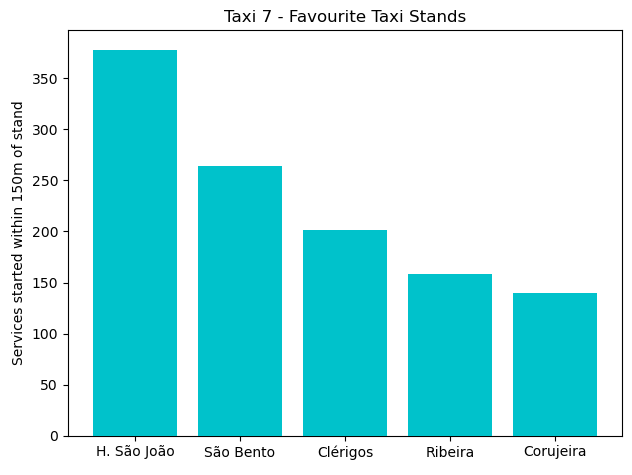 Taxi 7 - Favourite Taxi Stands
Services started within 150m of stand
350
300
250
200
150
100
50
0
H. São João
São Bento
Clérigos
Ribeira
Corujeira